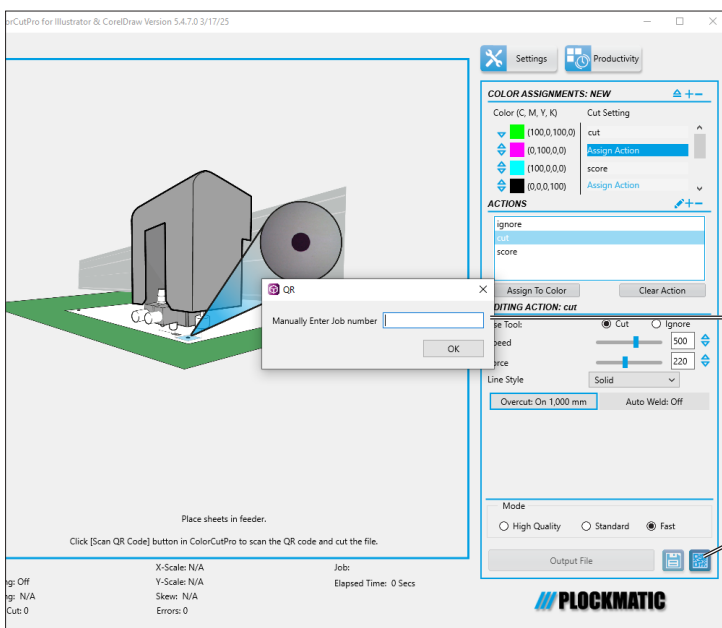 orCutPro for Illustrator & CorelDraw Version 5.4.7.0 3/17/25
Settings
Productivity
COLOR ASSIGNMENTS: NEW
Color (C, M, Y, K) Cut Setting
(100,0,100,0) cut
(0,100,0,0) Assign Action
(100,0,0,0) score
(0,0,0,100) Assign Action
ACTIONS
ignore
cut
score
Assign To Color Clear Action
DITING ACTION: cut
se Tool: Cut Ignore
peed 500
orce 220
Line Style Solid
Overcut: On 1,000 mm Auto Weld: Off
Mode
High Quality Standard Fast
Output File
QR
Manually Enter Job number
OK
Place sheets in feeder.
Click [Scan QR Code] button in ColorCutPro to scan the QR code and cut the file.
X-Scale: N/A Job:
ng: Off Y-Scale: N/A Elapsed Time: 0 Secs
ng: N/A Skew: N/A
Cut: 0 Errors: 0
PLOCKMATIC